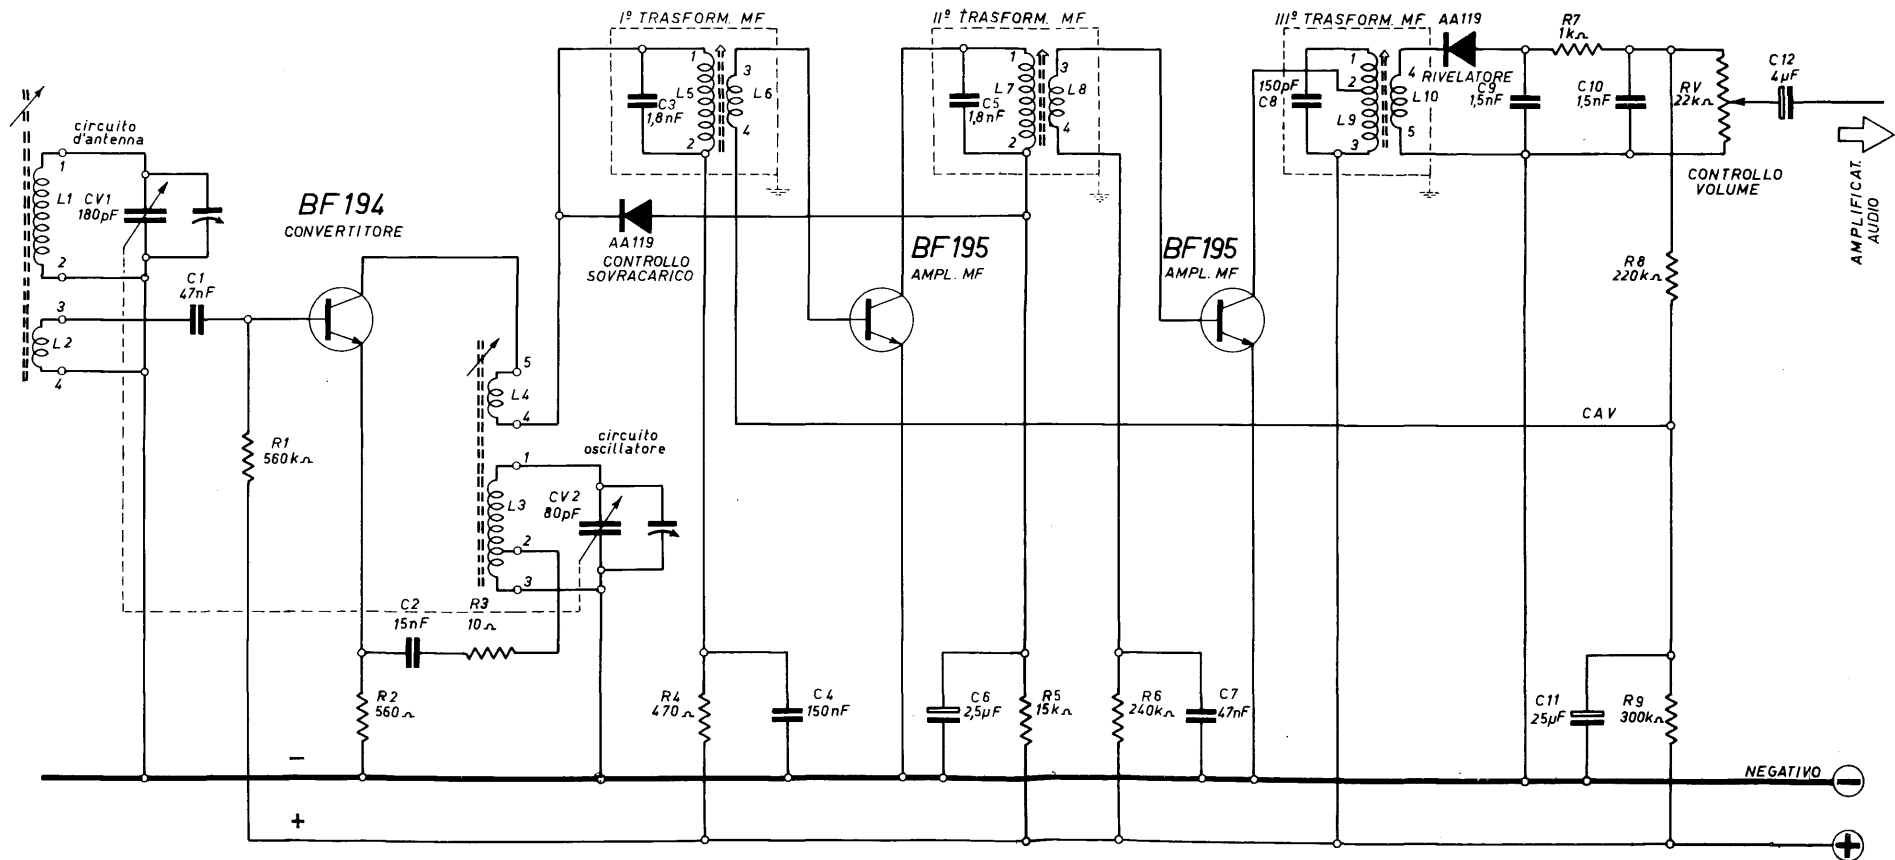 I° TRASFORM. MF
II° TRASFORM. MF
III° TRASFORM. MF
AA119
RIVELATORE
R7
1kΩ
C12
4µF
1
2
3
4
L5
L6
C3
1,8nF
1
2
3
4
L7
L8
C5
1,8nF
150pF
C8
1
2
3
4
5
L9
L10
C9
1,5nF
C10
1,5nF
RV
22kΩ
CONTROLLO
VOLUME
AMPLIFICAT.
AUDIO
circuito
d'antenna
1
L1
CV1
180pF
2
3
L2
4
C1
47nF
BF194
CONVERTITORE
AA119
CONTROLLO
SOVRACARICO
BF195
AMPL. MF
BF195
AMPL. MF
R8
220kΩ
R1
560kΩ
5
L4
4
CAV
circuito
oscillatore
1
L3
2
3
CV2
80pF
C2
15nF
R3
10Ω
R2
560Ω
R4
470Ω
C4
150nF
C6
2,5µF
R5
15kΩ
R6
240kΩ
C7
47nF
C11
25µF
R9
300kΩ
−
NEGATIVO
−
+
+